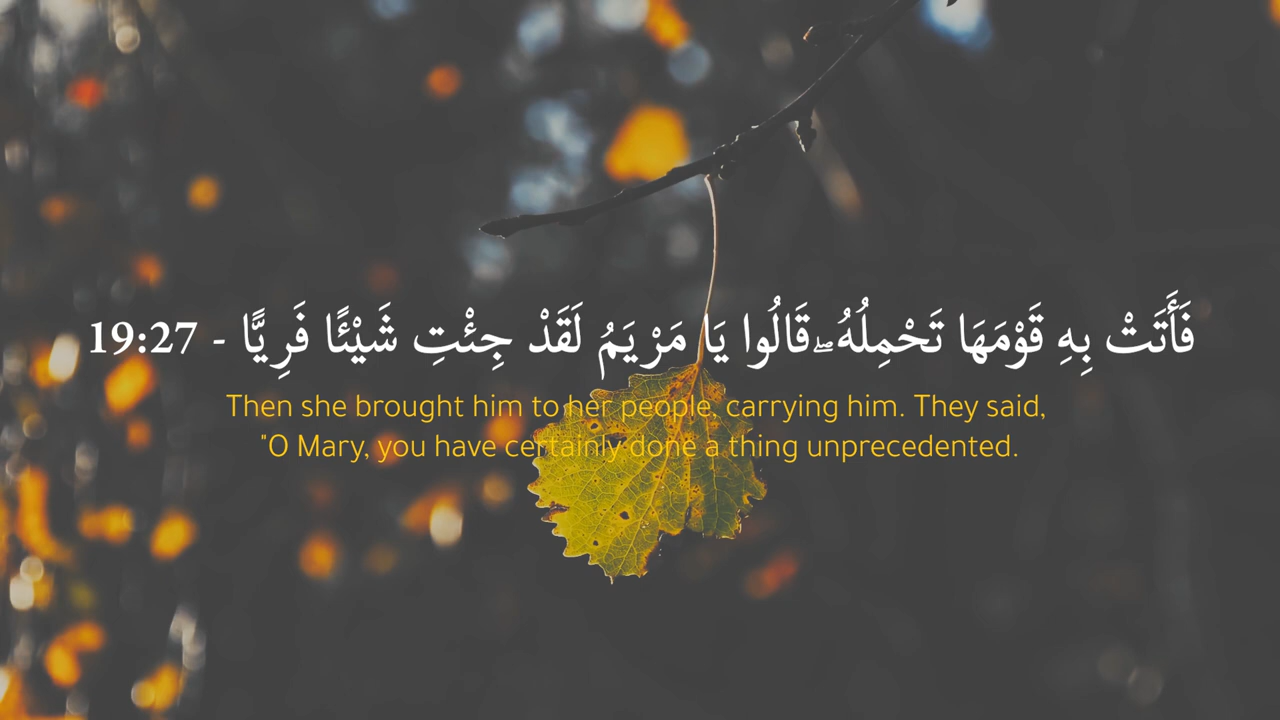 فَأَتَتْ بِهِ قَوْمَهَا تَحْمِلُهُ ۖ قَالُوا يَا مَرْيَمُ لَقَدْ جِئْتِ شَيْئًا فَرِيًّا - 19:27
Then she brought him to her people, carrying him. They said,
"O Mary, you have certainly done a thing unprecedented.